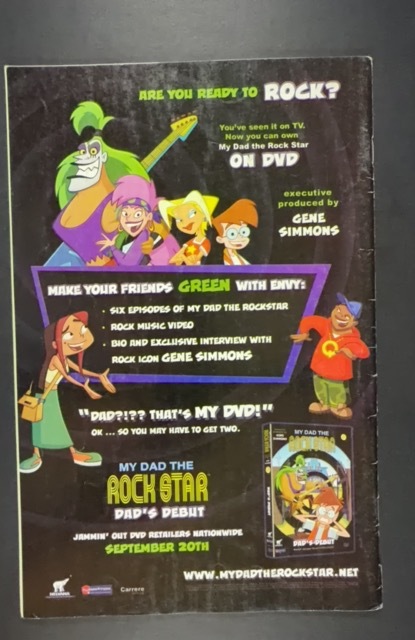 ARE YOU READY TO ROCK?
You've seen it on TV.
Now you can own
My Dad the Rock Star
ON DVD
executive
produced by
GENE
SIMMONS
MAKE YOUR FRIENDS GREEN WITH ENVY:
• SIX EPISODES OF MY DAD THE ROCKSTAR
• ROCK MUSIC VIDEO
• BIO AND EXCLUSIVE INTERVIEW WITH
ROCK ICON GENE SIMMONS
"DAD?!?? THAT'S MY DVD!"
OK ... SO YOU MAY HAVE TO GET TWO.
MY DAD THE
ROCK STAR
DAD'S DEBUT
JAMMIN' OUT DVD RETAILERS NATIONWIDE
SEPTEMBER 20TH
MY DAD THE
ROCK STAR
DAD'S DEBUT
Carrere
WWW.MYDADTHEROCKSTAR.NET